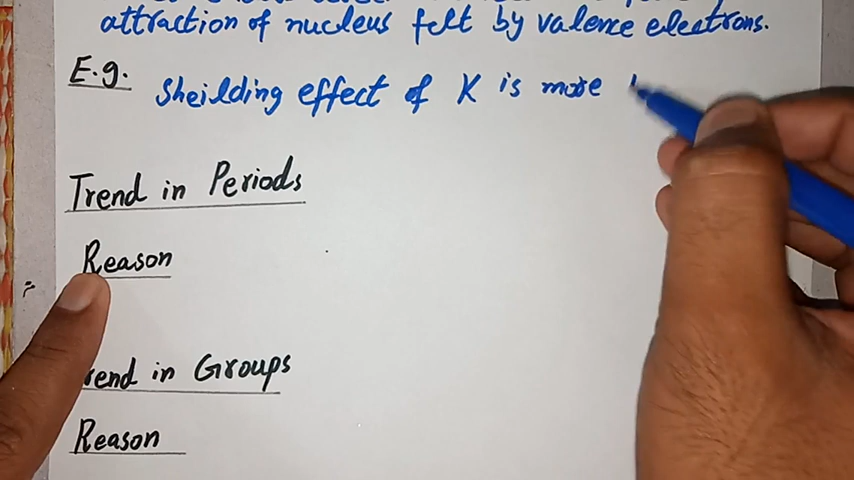 attraction of nucleus felt by valence electrons.
E.g.
Sheilding effect of K is more
Trend in Periods
Reason
rend in Groups
Reason